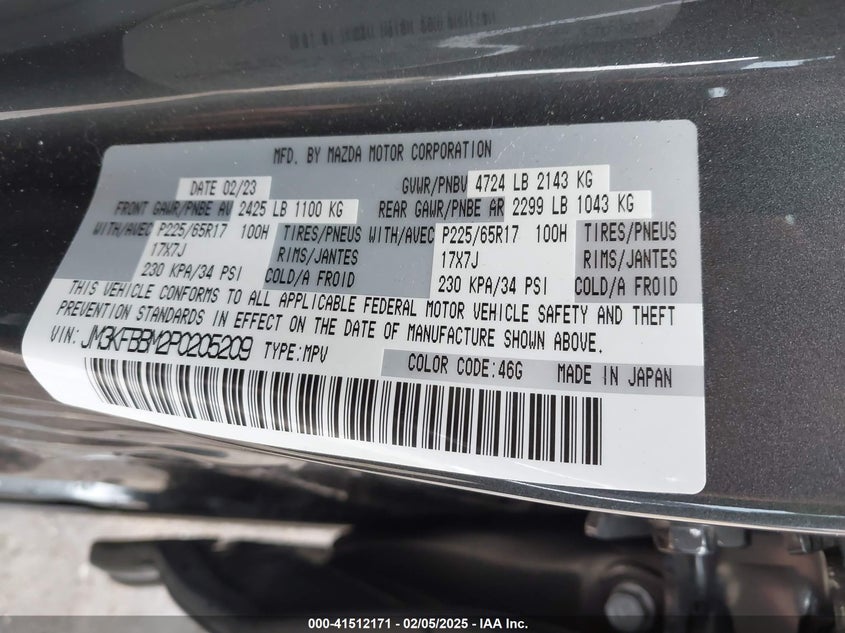 MFD. BY MAZDA MOTOR CORPORATION
DATE 02/23 GVWR/PNBV 4724 LB 2143 KG
FRONT GAWR/PNBE AV 2425 LB 1100 KG REAR GAWR/PNBE AR 2299 LB 1043 KG
WITH/AVEC P225/65R17 100H TIRES/PNEUS WITH/AVEC P225/65R17 100H TIRES/PNEUS
17X7J RIMS/JANTES 17X7J RIMS/JANTES
230 KPA/34 PSI COLD/A FROID 230 KPA/34 PSI COLD/A FROID
THIS VEHICLE CONFORMS TO ALL APPLICABLE FEDERAL MOTOR VEHICLE SAFETY AND THEFT
PREVENTION STANDARDS IN EFFECT ON THE DATE OF MANUFACTURE SHOWN ABOVE.
VIN: JM3KFBBM2P0205209 TYPE:MPV COLOR CODE:46G MADE IN JAPAN
000-41512171 - 02/05/2025 - IAA Inc.